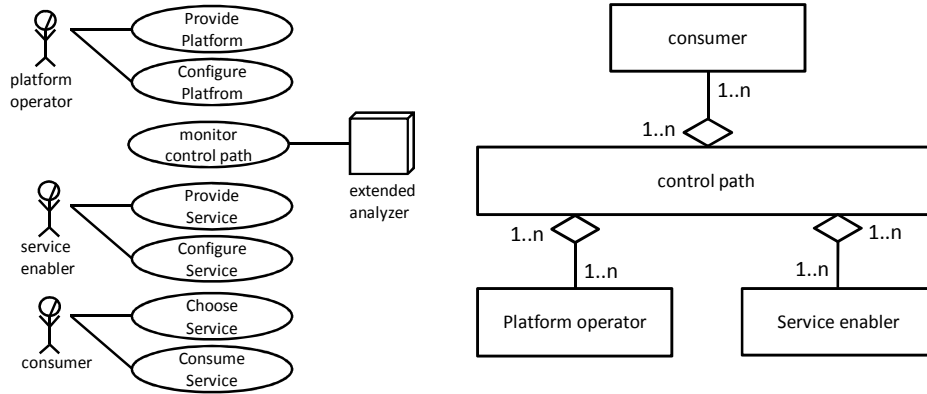 Provide
Platform
platform
operator
Configure
Platfrom
monitor
control path
extended
analyzer
Provide
Service
service
enabler
Configure
Service
Choose
Service
consumer
Consume
Service
consumer
1..n
1..n
control path
1..n
1..n
1..n
1..n
Platform operator
Service enabler